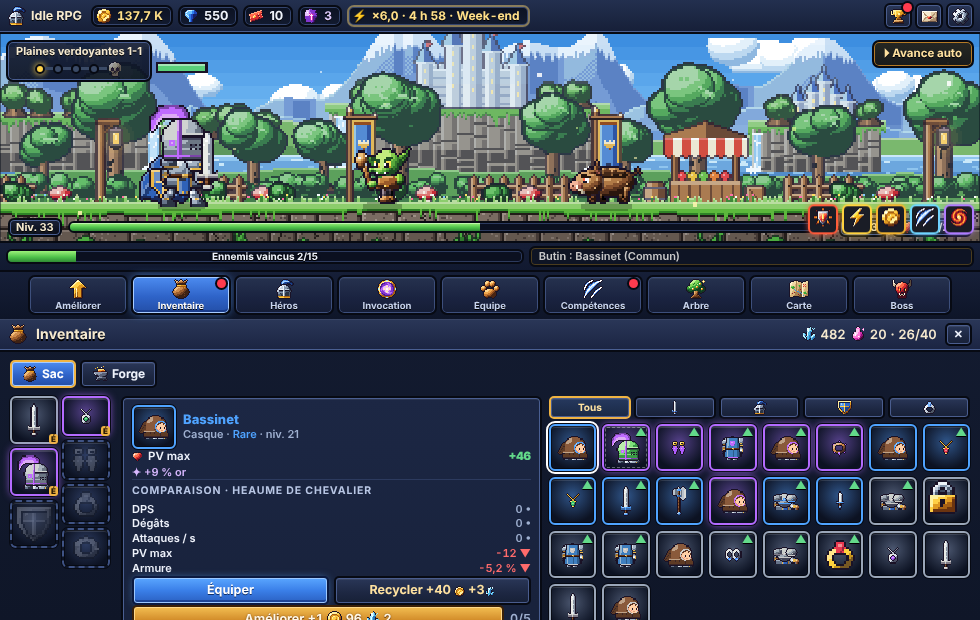 Idle RPG
137,7 K
550
10
3
×6,0 · 4 h 58 · Week-end
Plaines verdoyantes 1-1
Avance auto
Niv. 33
Ennemis vaincus 2/15
Butin : Bassinet (Commun)
Améliorer
Inventaire
Héros
Invocation
Equipe
Compétences
Arbre
Carte
Boss
Inventaire
482
20 · 26/40
Sac
Forge
E
E
E
Bassinet
Casque · Rare · niv. 21
PV max
+46
+9 % or
COMPARAISON · HEAUME DE CHEVALIER
DPS
0
Dégâts
0
Attaques / s
0
PV max
-12
Armure
-5,2 %
Équiper
Recycler +40 +3
Améliorer +1 96 2
0/5
Tous